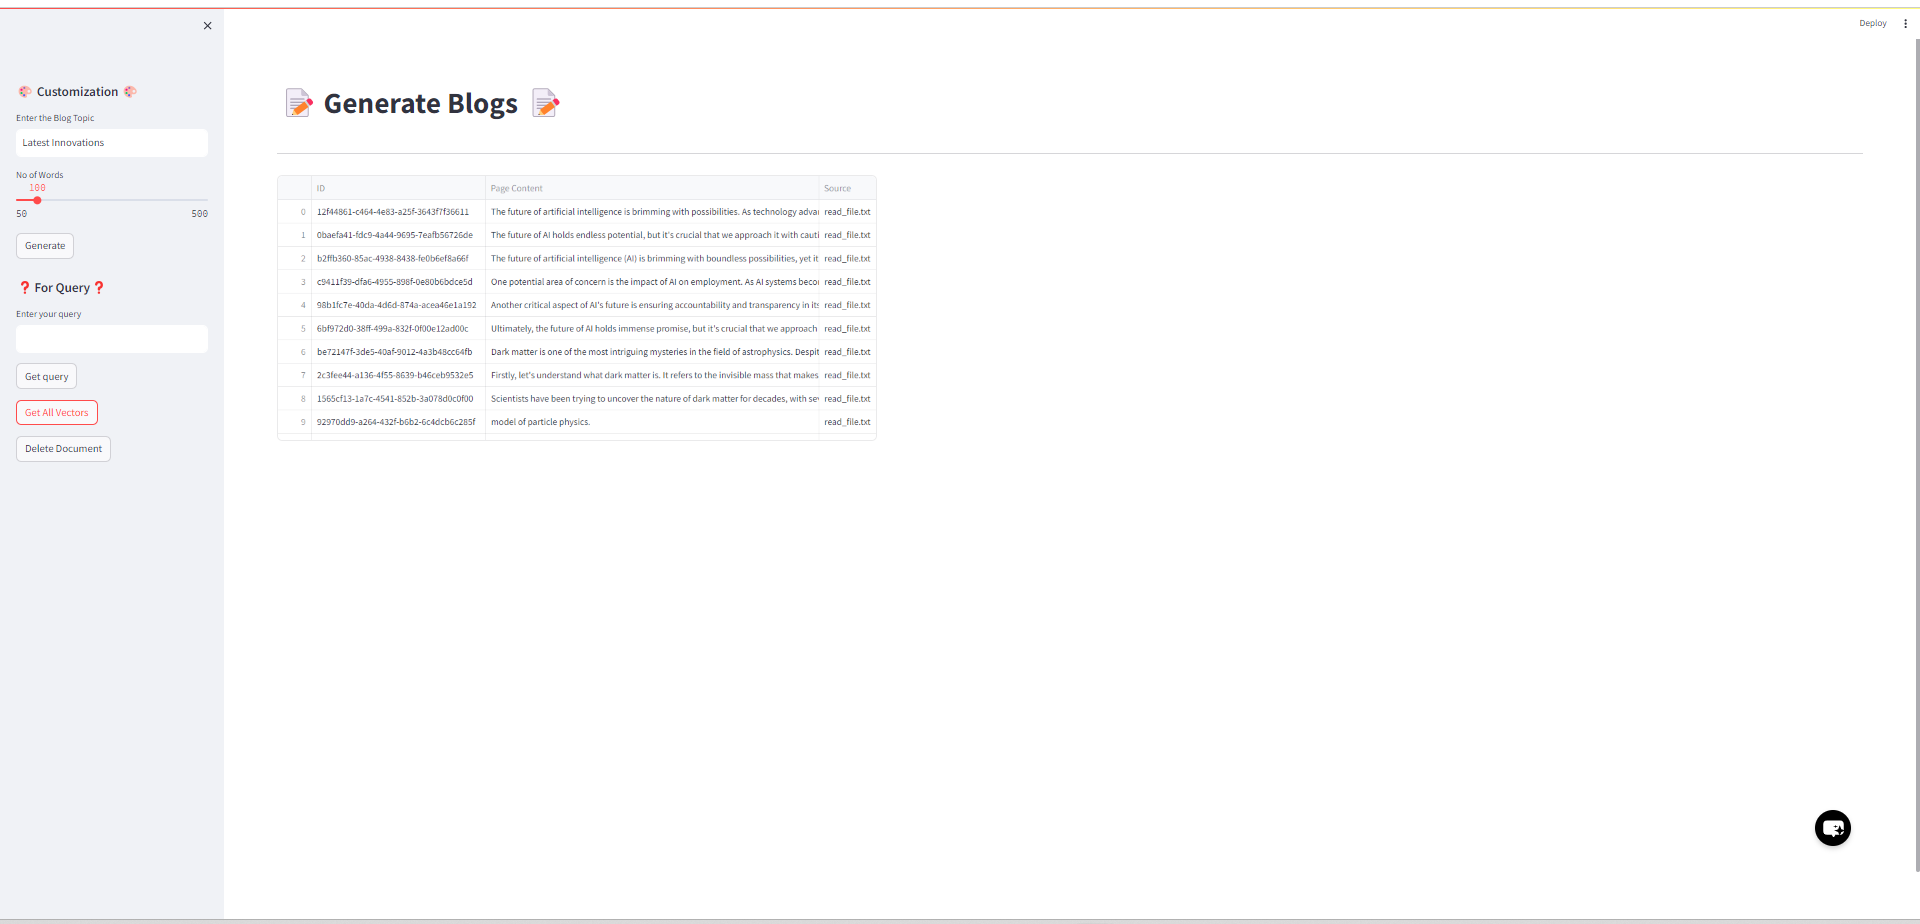 Deploy
Customization
Enter the Blog Topic
Latest Innovations
No of Words
100
50 500
Generate
For Query
Enter your query
Get query
Get All Vectors
Delete Document
Generate Blogs
ID Page Content Source
0 12f44861-c464-4e83-a25f-3643f7f36611 The future of artificial intelligence is brimming with possibilities. As technology adva read_file.txt
1 0baefa41-fdc9-4a44-9695-7eafb56726de The future of AI holds endless potential, but it's crucial that we approach it with cauti read_file.txt
2 b2ffb360-85ac-4938-8438-fe0b6ef8a66f The future of artificial intelligence (AI) is brimming with boundless possibilities, yet it read_file.txt
3 c9411f39-dfa6-4955-898f-0e80b6bdce5d One potential area of concern is the impact of AI on employment. As AI systems becor read_file.txt
4 98b1fc7e-40da-4d6d-874a-acea46e1a192 Another critical aspect of AI's future is ensuring accountability and transparency in its read_file.txt
5 6bf972d0-38ff-499a-832f-0f00e12ad00c Ultimately, the future of AI holds immense promise, but it's crucial that we approach read_file.txt
6 be72147f-3de5-40af-9012-4a3b48cc64fb Dark matter is one of the most intriguing mysteries in the field of astrophysics. Despit read_file.txt
7 2c3fee44-a136-4f55-8639-b46ceb9532e5 Firstly, let's understand what dark matter is. It refers to the invisible mass that makes read_file.txt
8 1565cf13-1a7c-4541-852b-3a078d0c0f00 Scientists have been trying to uncover the nature of dark matter for decades, with se read_file.txt
9 92970dd9-a264-432f-b6b2-6c4dcb6c285f model of particle physics. read_file.txt